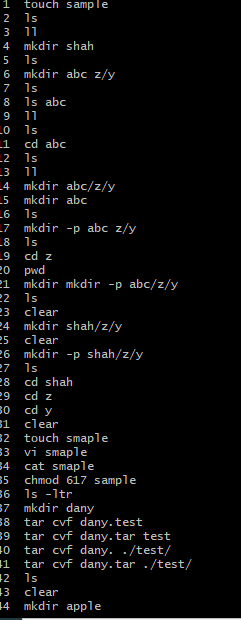 1 touch sample
2 ls
3 ll
4 mkdir shah
5 ls
6 mkdir abc z/y
7 ls
8 ls abc
9 ll
10 ls
11 cd abc
12 ls
13 ll
14 mkdir abc/z/y
15 mkdir abc
16 ls
17 mkdir -p abc z/y
18 ls
19 cd z
20 pwd
21 mkdir mkdir -p abc/z/y
22 ls
23 clear
24 mkdir shah/z/y
25 clear
26 mkdir -p shah/z/y
27 ls
28 cd shah
29 cd z
30 cd y
31 clear
32 touch smaple
33 vi smaple
34 cat smaple
35 chmod 617 sample
36 ls -ltr
37 mkdir dany
38 tar cvf dany.test
39 tar cvf dany.tar test
40 tar cvf dany. ./test/
41 tar cvf dany.tar ./test/
42 ls
43 clear
44 mkdir apple